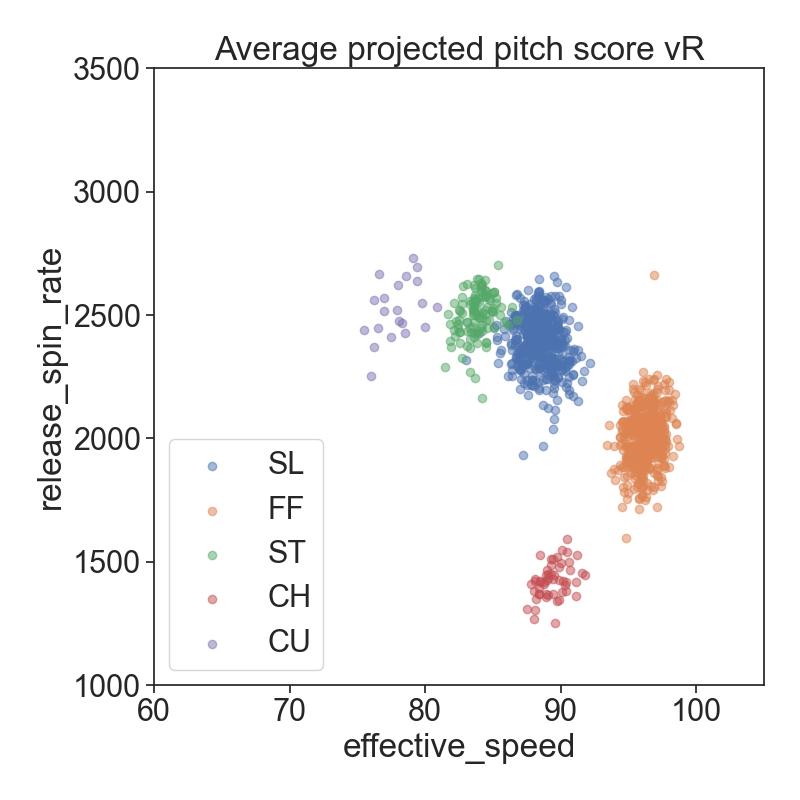 Average projected pitch score vR
3500
3000
2500
2000
1500
1000
release_spin_rate
SL
FF
ST
CH
CU
60 70 80 90 100
effective_speed